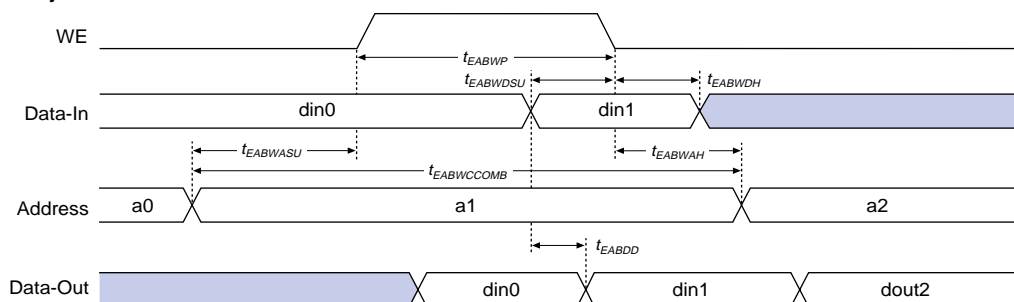 WE
tEABWP
tEABWDSU
tEABWDH
Data-In
din0
din1
tEABWASU
tEABWAH
tEABWCCOMB
Address
a0
a1
a2
tEABDD
Data-Out
din0
din1
dout2